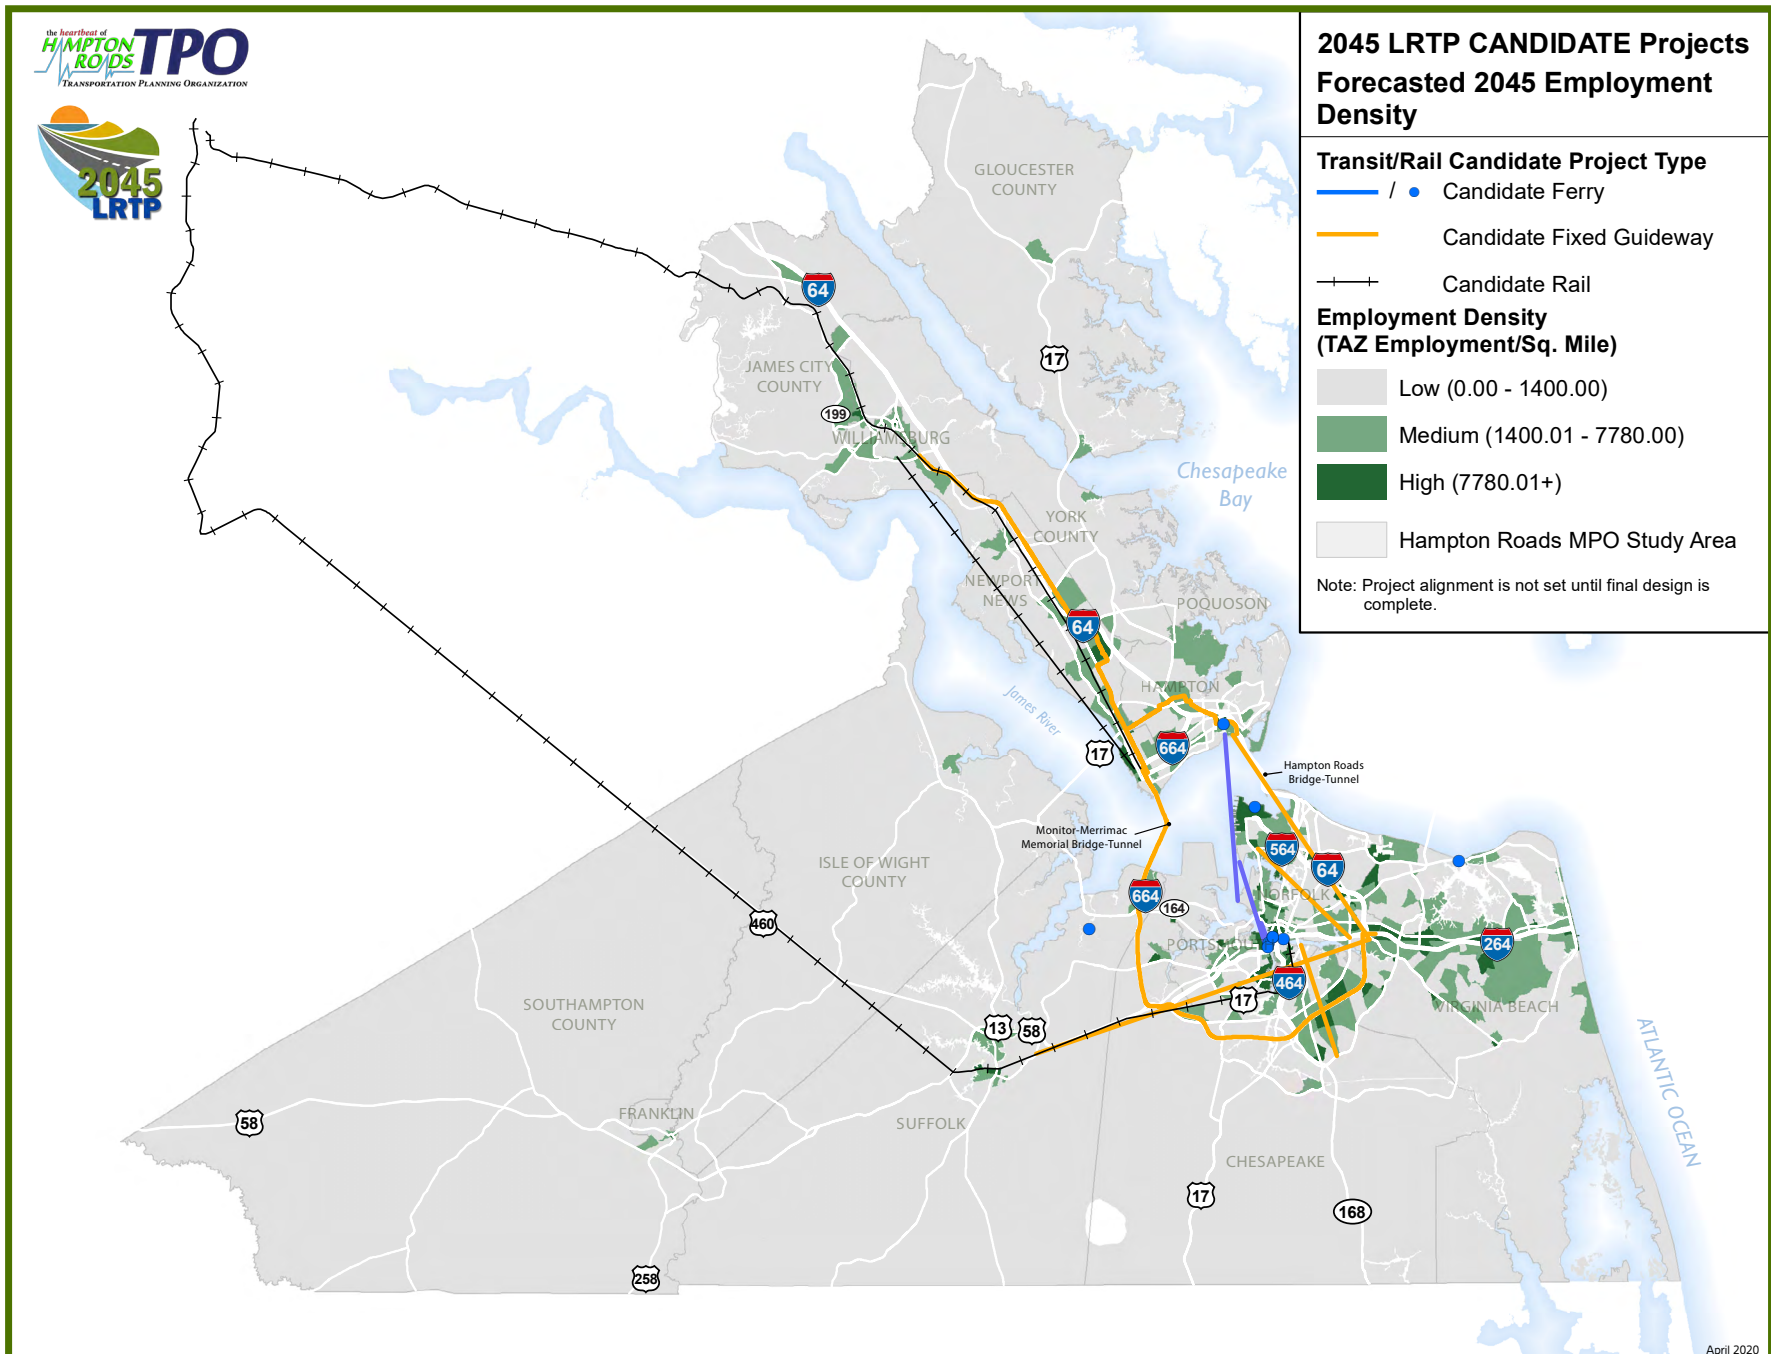 the heartbeat of
HAMPTON
ROADS
TPO
TRANSPORTATION PLANNING ORGANIZATION
2045
LRTP
2045 LRTP CANDIDATE Projects
Forecasted 2045 Employment
Density
Transit/Rail Candidate Project Type
/ Candidate Ferry
Candidate Fixed Guideway
Candidate Rail
Employment Density
(TAZ Employment/Sq. Mile)
Low (0.00 - 1400.00)
Medium (1400.01 - 7780.00)
High (7780.01+)
Hampton Roads MPO Study Area
Note: Project alignment is not set until final design is
complete.
GLOUCESTER
COUNTY
64
17
JAMES CITY
COUNTY
199
WILLIAMSBURG
Chesapeake
Bay
YORK
COUNTY
NEWPORT
NEWS
POQUOSON
64
HAMPTON
James River
17
664
Hampton Roads
Bridge-Tunnel
Monitor-Merrimac
Memorial Bridge-Tunnel
564
64
ISLE OF WIGHT
COUNTY
664
164
NORFOLK
460
PORTSMOUTH
264
464
17
SOUTHAMPTON
COUNTY
VIRGINIA BEACH
13
58
ATLANTIC OCEAN
58
FRANKLIN
SUFFOLK
CHESAPEAKE
17
168
258
April 2020